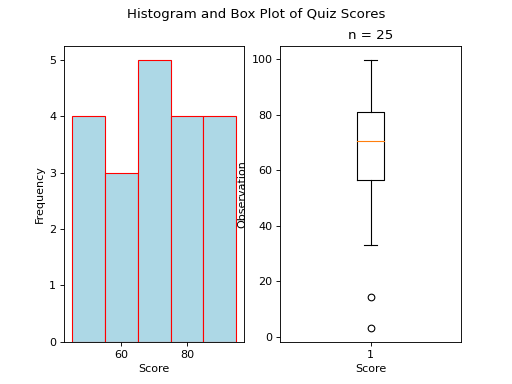 Histogram and Box Plot of Quiz Scores
5
4
3
2
1
0
Frequency
60 80
Score
n = 25
100
80
60
40
20
0
Observation
1
Score